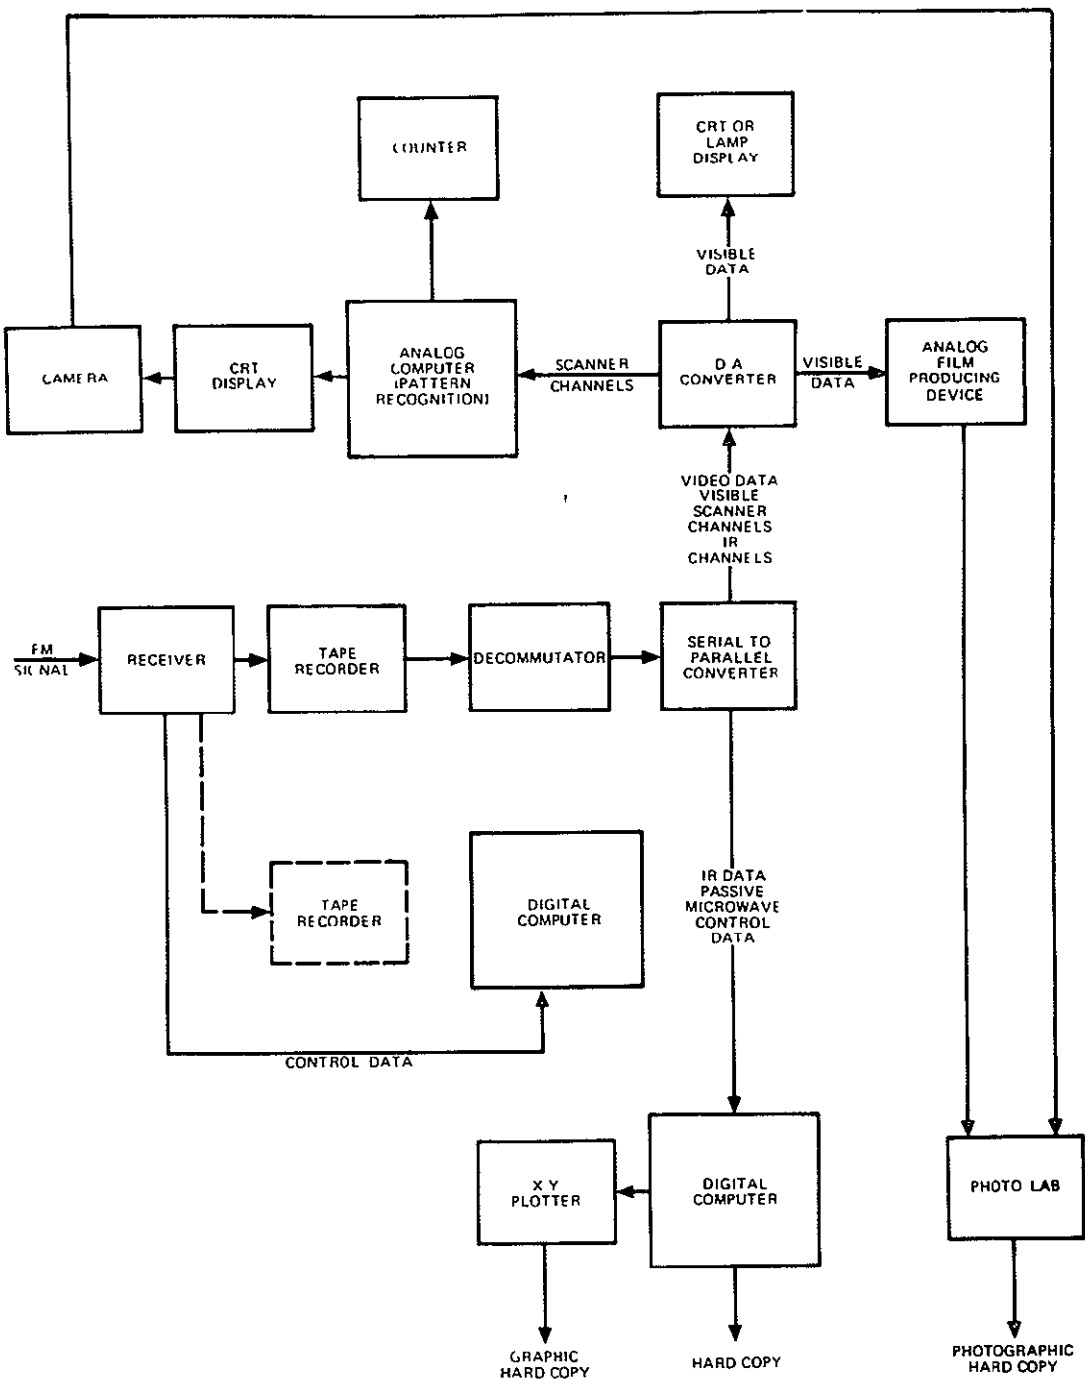 COUNTER
CRT OR
LAMP
DISPLAY
VISIBLE
DATA
CAMERA
CRT
DISPLAY
ANALOG
COMPUTER
(PATTERN
RECOGNITION)
SCANNER
CHANNELS
D A
CONVERTER
VISIBLE
DATA
ANALOG
FILM
PRODUCING
DEVICE
VIDEO DATA
VISIBLE
SCANNER
CHANNELS
IR
CHANNELS
FM
SIGNAL
RECEIVER
TAPE
RECORDER
DECOMMUTATOR
SERIAL TO
PARALLEL
CONVERTER
TAPE
RECORDER
DIGITAL
COMPUTER
IR DATA
PASSIVE
MICROWAVE
CONTROL
DATA
CONTROL DATA
X Y
PLOTTER
DIGITAL
COMPUTER
PHOTO LAB
GRAPHIC
HARD COPY
HARD COPY
PHOTOGRAPHIC
HARD COPY